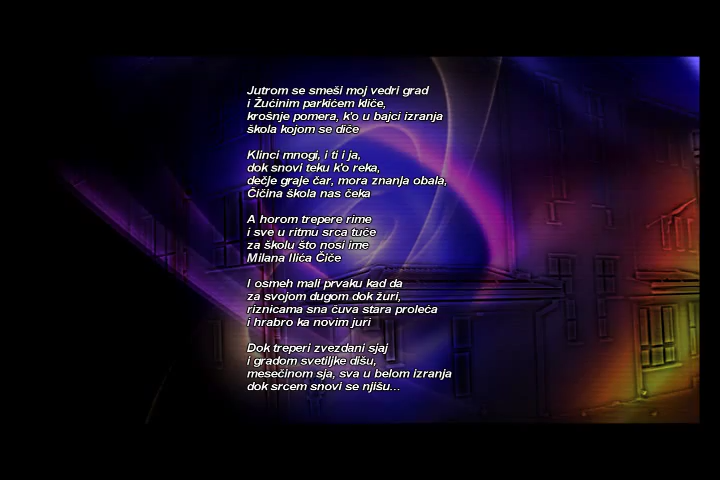 Jutrom se smeši moj vedri grad
i Žućinim parkićem kliče,
krošnje pomera, k'o u bajci izranja
škola kojom se diče
Klinci mnogi, i ti i ja,
dok snovi teku k'o reka,
dečje graje čar, mora znanja obala,
Čičina škola nas čeka
A horom trepere rime
i sve u ritmu srca tuče
za školu što nosi ime
Milana Ilića Čiče
I osmeh mali prvaku kad da
za svojom dugom dok žuri,
riznicama sna čuva stara proleća
i hrabro ka novim juri
Dok treperi zvezdani sjaj
i gradom svetiljke dišu,
mesečinom sja, sva u belom izranja
dok srcem snovi se njišu...